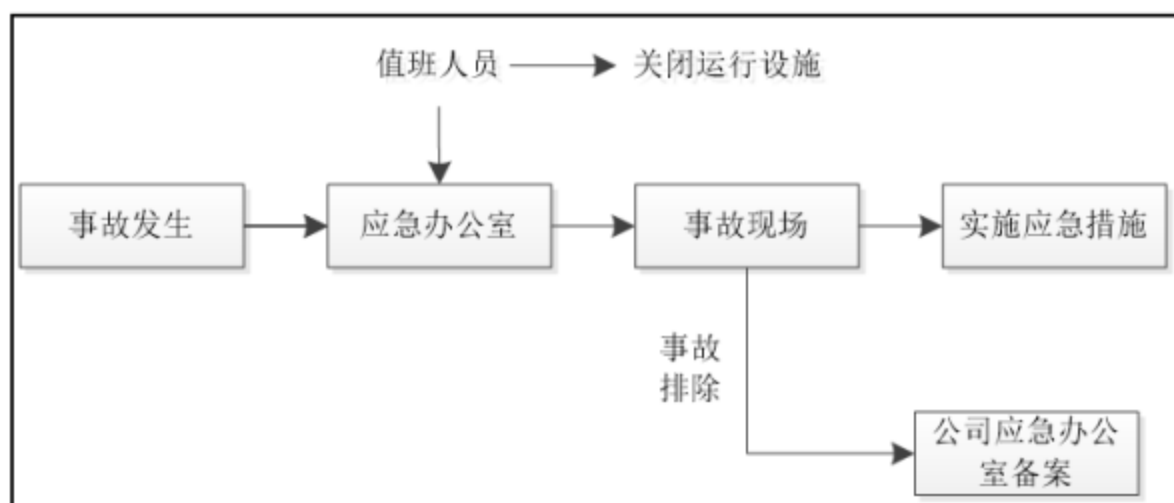 值班人员
关闭运行设施
事故发生
应急办公室
事故现场
实施应急措施
事故
排除
公司应急办公
室备案